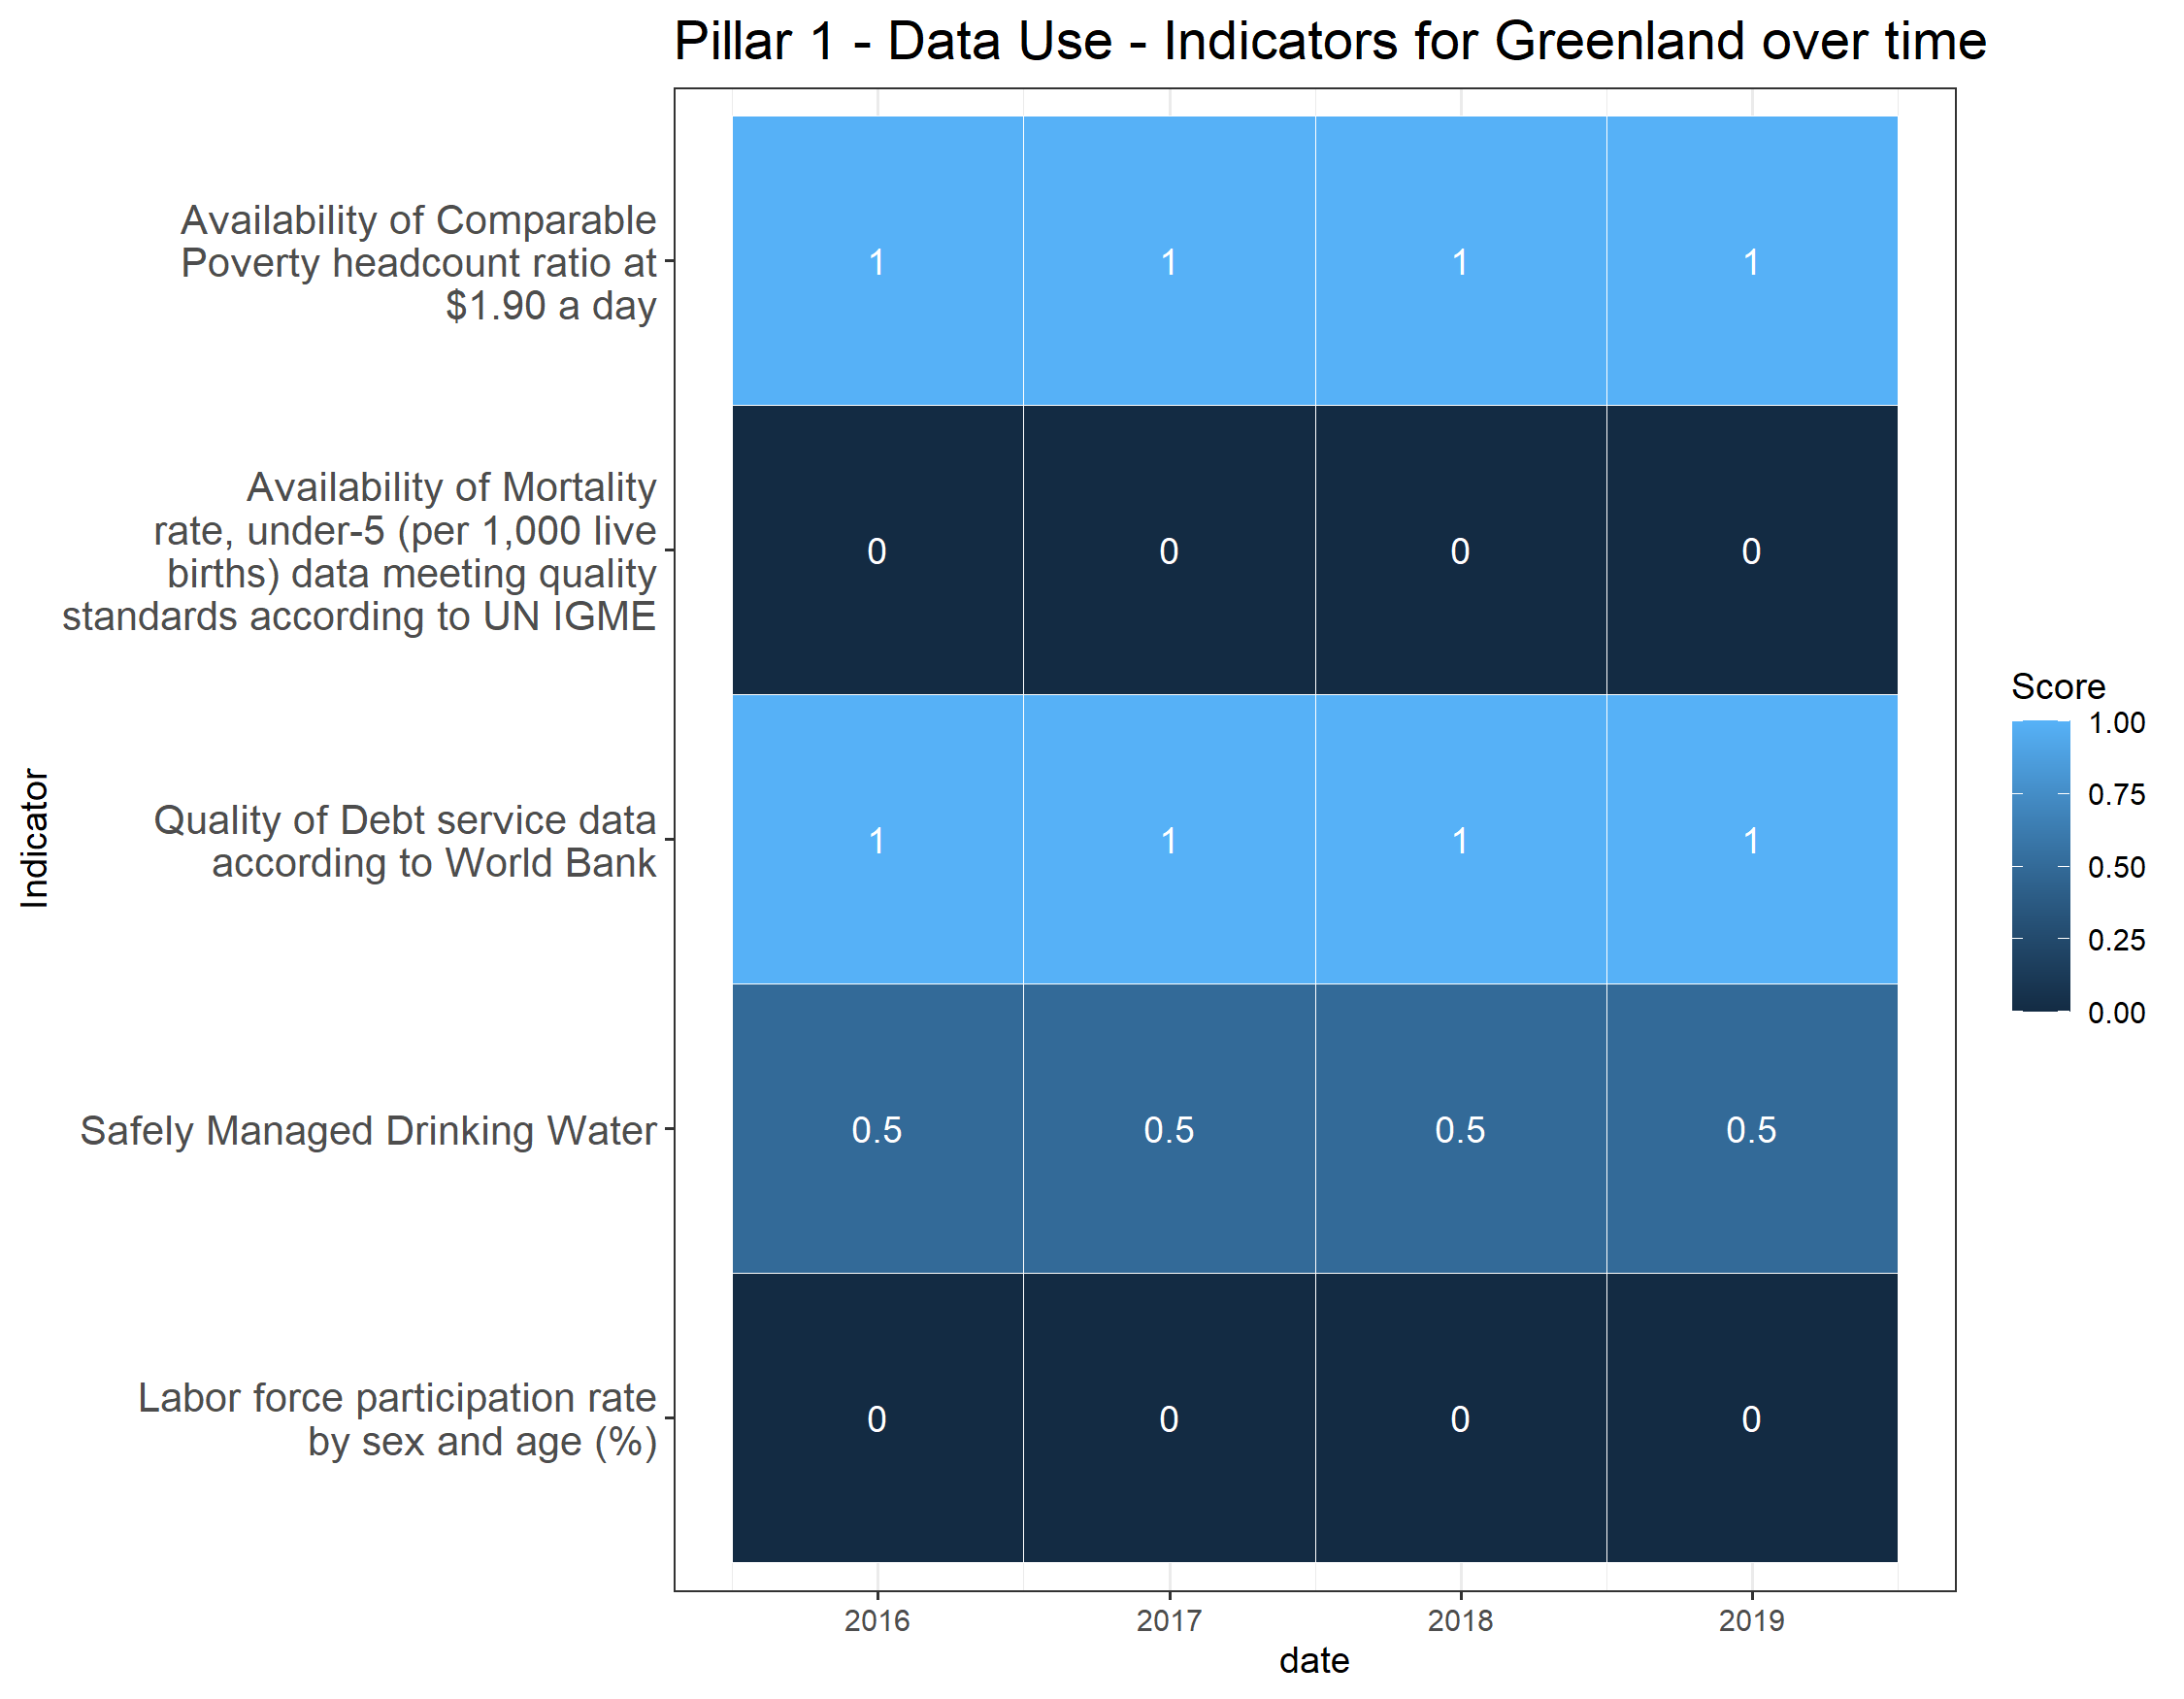 Pillar 1 - Data Use - Indicators for Greenland over time
Indicator
Availability of Comparable
Poverty headcount ratio at
$1.90 a day
1 1 1 1
Availability of Mortality
rate, under-5 (per 1,000 live
births) data meeting quality
standards according to UN IGME
0 0 0 0
Quality of Debt service data
according to World Bank
1 1 1 1
Safely Managed Drinking Water
0.5 0.5 0.5 0.5
Labor force participation rate
by sex and age (%)
0 0 0 0
2016 2017 2018 2019
date
Score
1.00
0.75
0.50
0.25
0.00